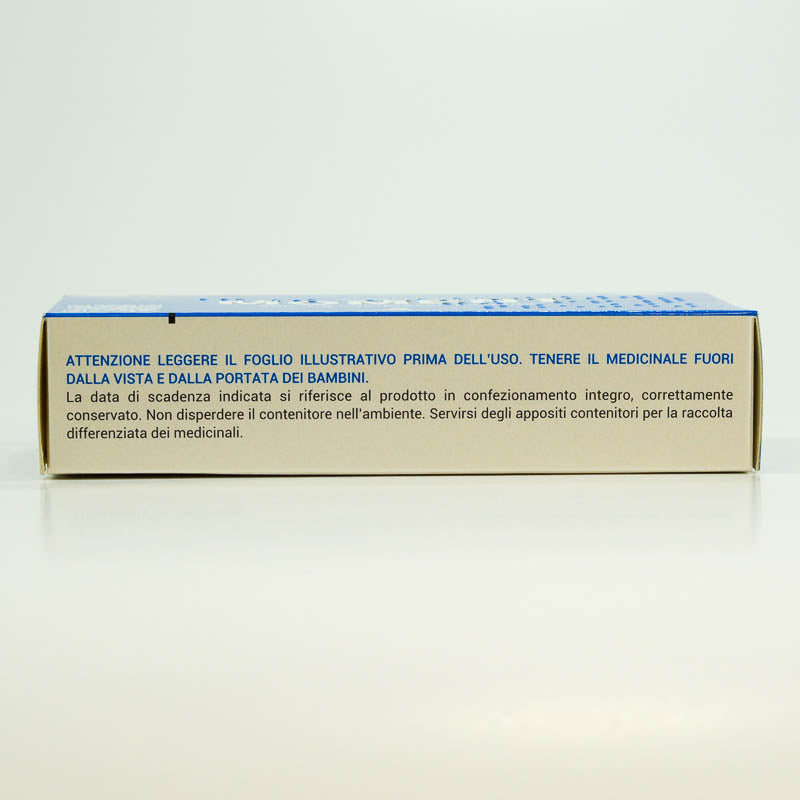 ATTENZIONE LEGGERE IL FOGLIO ILLUSTRATIVO PRIMA DELL'USO. TENERE IL MEDICINALE FUORI
DALLA VISTA E DALLA PORTATA DEI BAMBINI.
La data di scadenza indicata si riferisce al prodotto in confezionamento integro, correttamente
conservato. Non disperdere il contenitore nell'ambiente. Servirsi degli appositi contenitori per la raccolta
differenziata dei medicinali.